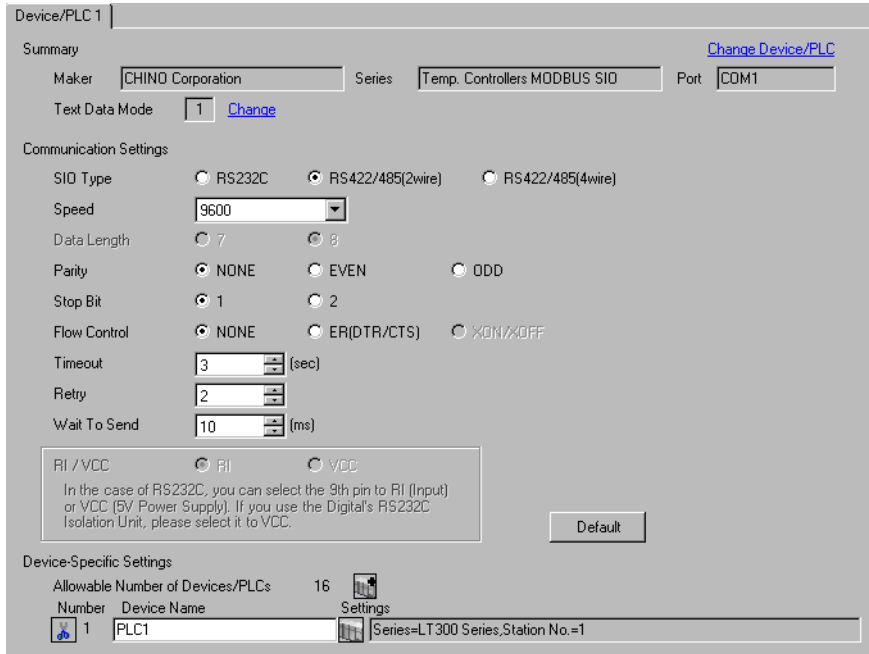 Device/PLC 1
Summary Change Device/PLC
Maker CHINO Corporation Series Temp. Controllers MODBUS SIO Port COM1
Text Data Mode 1 Change
Communication Settings
SIO Type RS232C RS422/485(2wire) RS422/485(4wire)
Speed 9600
Data Length 7 8
Parity NONE EVEN ODD
Stop Bit 1 2
Flow Control NONE ER(DTR/CTS) XON/XOFF
Timeout 3 (sec)
Retry 2
Wait To Send 10 (ms)
RI / VCC RI VCC
In the case of RS232C, you can select the 9th pin to RI (Input)
or VCC (5V Power Supply). If you use the Digital's RS232C
Isolation Unit, please select it to VCC.
Default
Device-Specific Settings
Allowable Number of Devices/PLCs 16
Number Device Name Settings
1 PLC1 Series=LT300 Series,Station No.=1